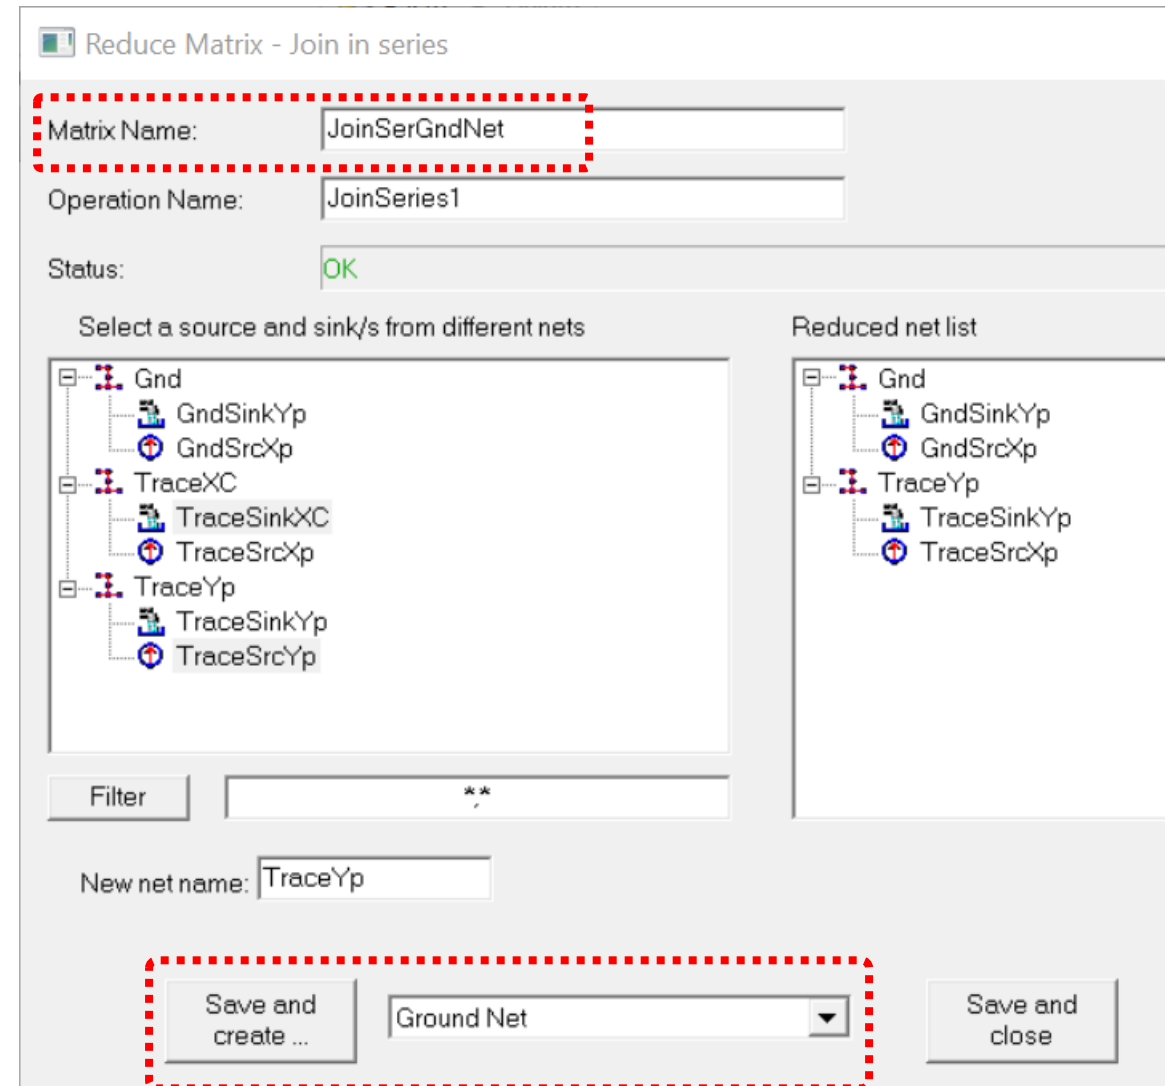 Reduce Matrix - Join in series
Matrix Name: JoinSerGndNet
Operation Name: JoinSeries1
Status: OK
Select a source and sink/s from different nets
Gnd
GndSinkYp
GndSrcXp
TraceXC
TraceSinkXC
TraceSrcXp
TraceYp
TraceSinkYp
TraceSrcYp
Filter *,*
New net name: TraceYp
Reduced net list
Gnd
GndSinkYp
GndSrcXp
TraceYp
TraceSinkYp
TraceSrcXp
Save and
create ...
Ground Net
Save and
close